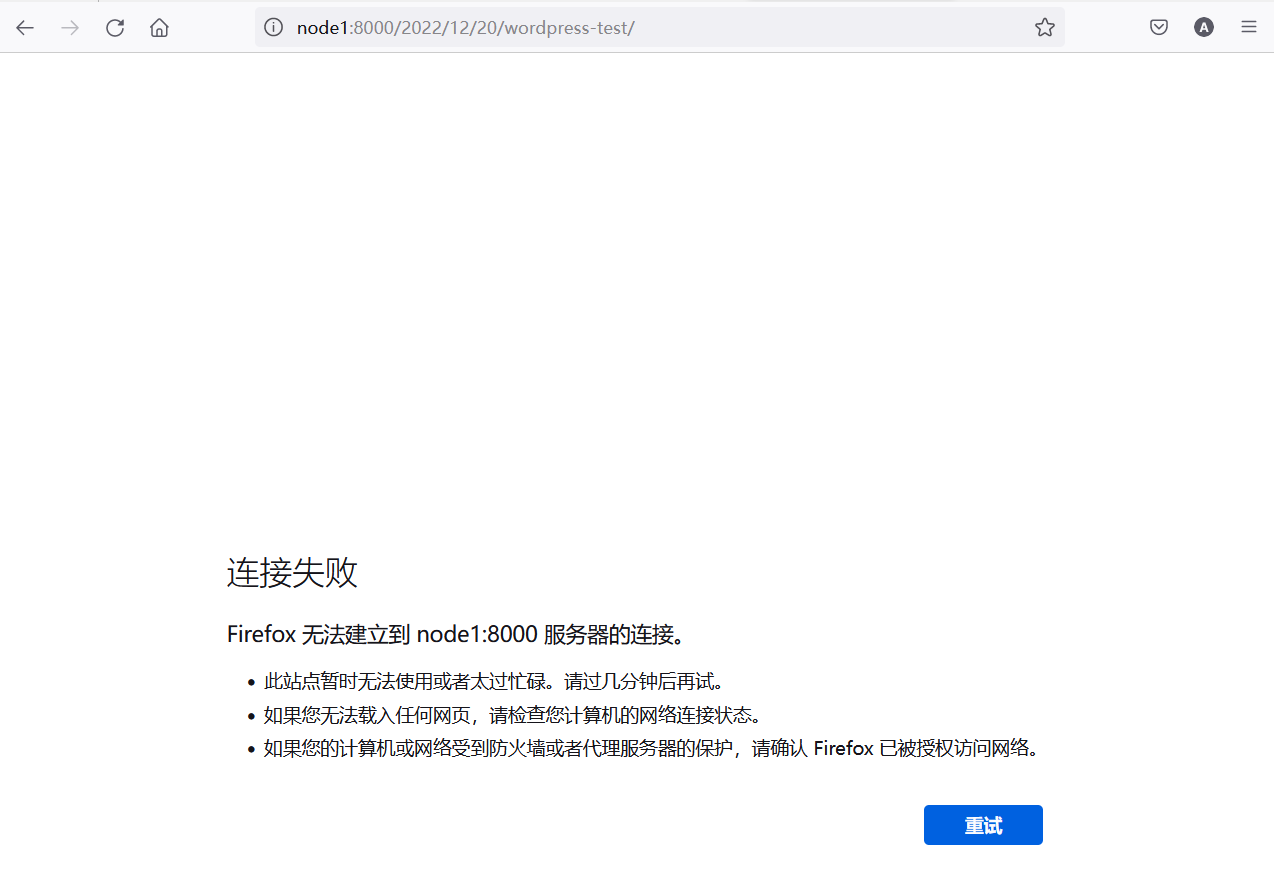 node1:8000/2022/12/20/wordpress-test/
A
连接失败
Firefox 无法建立到 node1:8000 服务器的连接。
此站点暂时无法使用或者太过忙碌。请过几分钟后再试。
如果您无法载入任何网页，请检查您计算机的网络连接状态。
如果您的计算机或网络受到防火墙或者代理服务器的保护，请确认 Firefox 已被授权访问网络。
重试